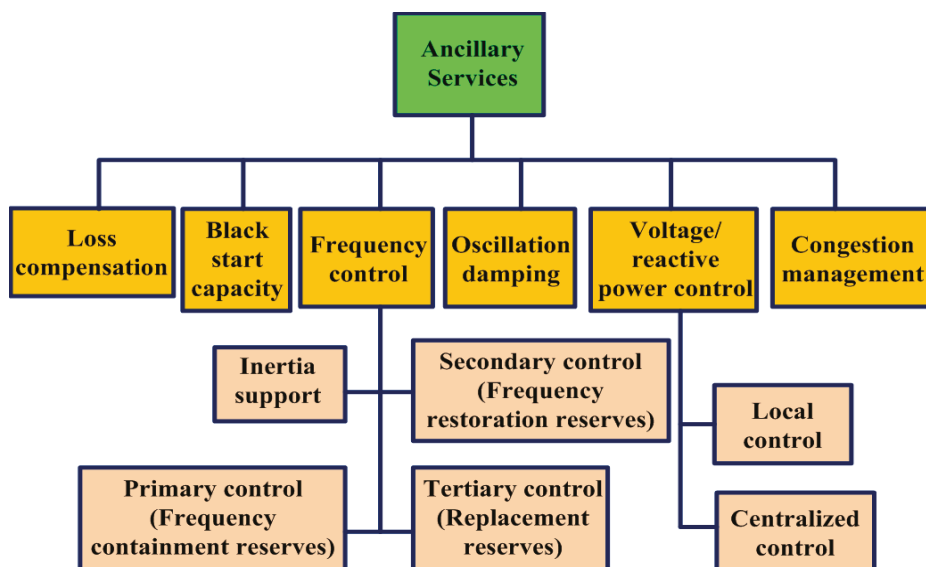 Ancillary
Services
Loss
compensation
Black
start
capacity
Frequency
control
Oscillation
damping
Voltage/
reactive
power control
Congestion
management
Inertia
support
Secondary control
(Frequency
restoration reserves)
Local
control
Primary control
(Frequency
containment reserves)
Tertiary control
(Replacement
reserves)
Centralized
control